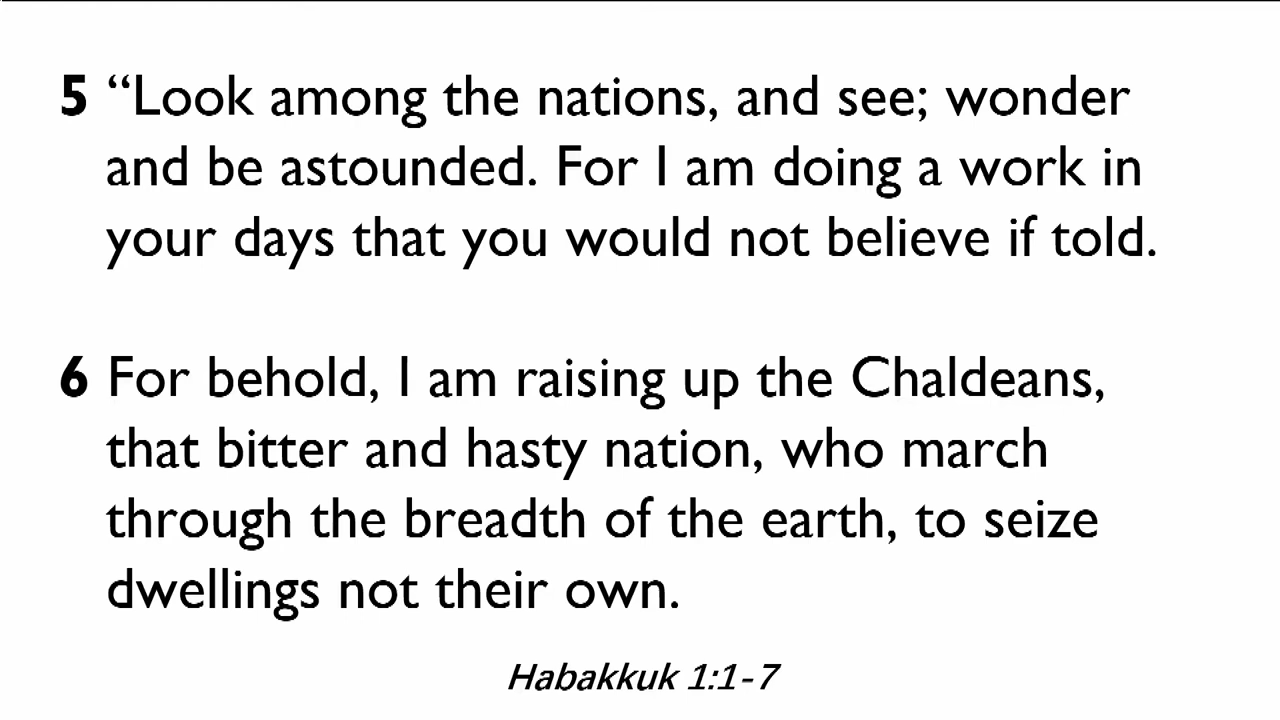 5 “Look among the nations, and see; wonder
and be astounded. For I am doing a work in
your days that you would not believe if told.
6 For behold, I am raising up the Chaldeans,
that bitter and hasty nation, who march
through the breadth of the earth, to seize
dwellings not their own.
Habakkuk 1:1-7